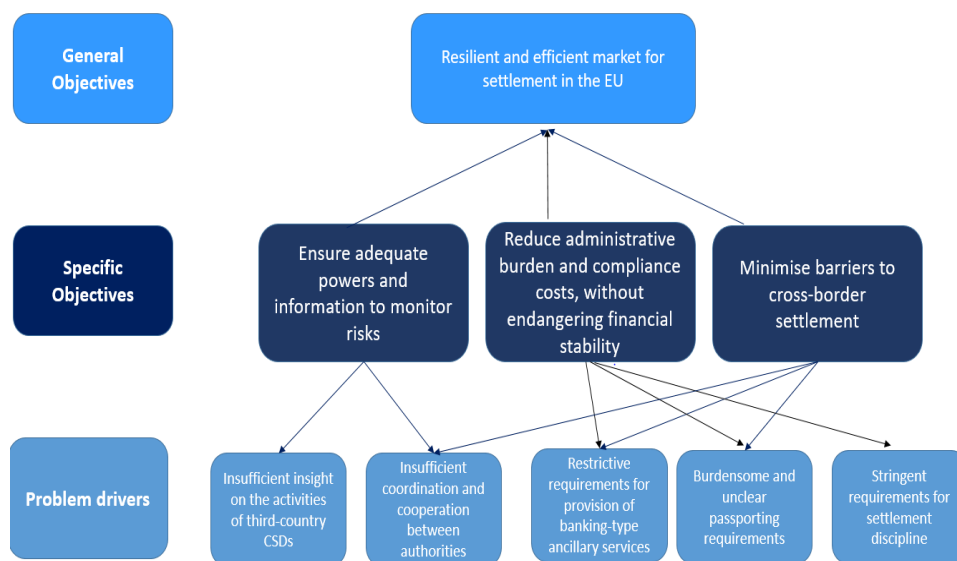 General
Objectives
Resilient and efficient market for
settlement in the EU
Specific
Objectives
Ensure adequate
powers and
information to monitor
risks
Reduce administrative
burden and compliance
costs, without
endangering financial
stability
Minimise barriers to
cross-border
settlement
Problem drivers
Insufficient insight
on the activities
of third-country
CSDs
Insufficient
coordination and
cooperation
between
authorities
Restrictive
requirements for
provision of
banking-type
ancillary services
Burdensome and
unclear
passporting
requirements
Stringent
requirements for
settlement
discipline